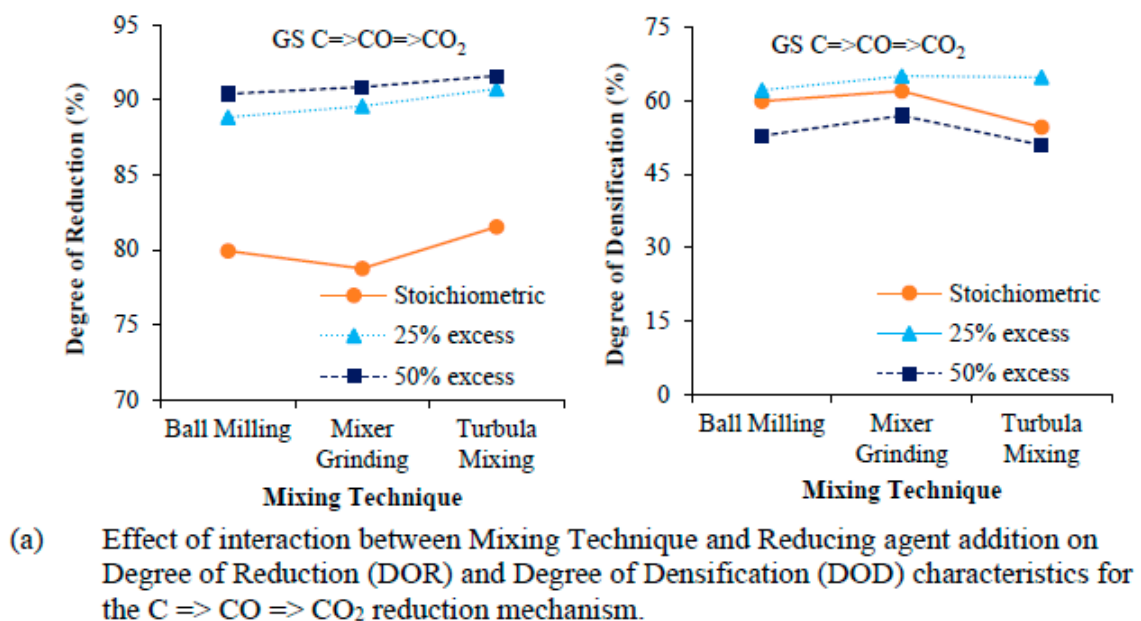 95
90
85
80
75
70
Degree of Reduction (%)
GS C=>CO=>CO2
Stoichiometric
25% excess
50% excess
Ball Milling
Mixer
Grinding
Turbula
Mixing
Mixing Technique
75
60
45
30
15
0
Degree of Densification (%)
GS C=>CO=>CO2
Stoichiometric
25% excess
50% excess
Ball Milling
Mixer
Grinding
Turbula
Mixing
Mixing Technique
(a) Effect of interaction between Mixing Technique and Reducing agent addition on
Degree of Reduction (DOR) and Degree of Densification (DOD) characteristics for
the C => CO => CO2 reduction mechanism.